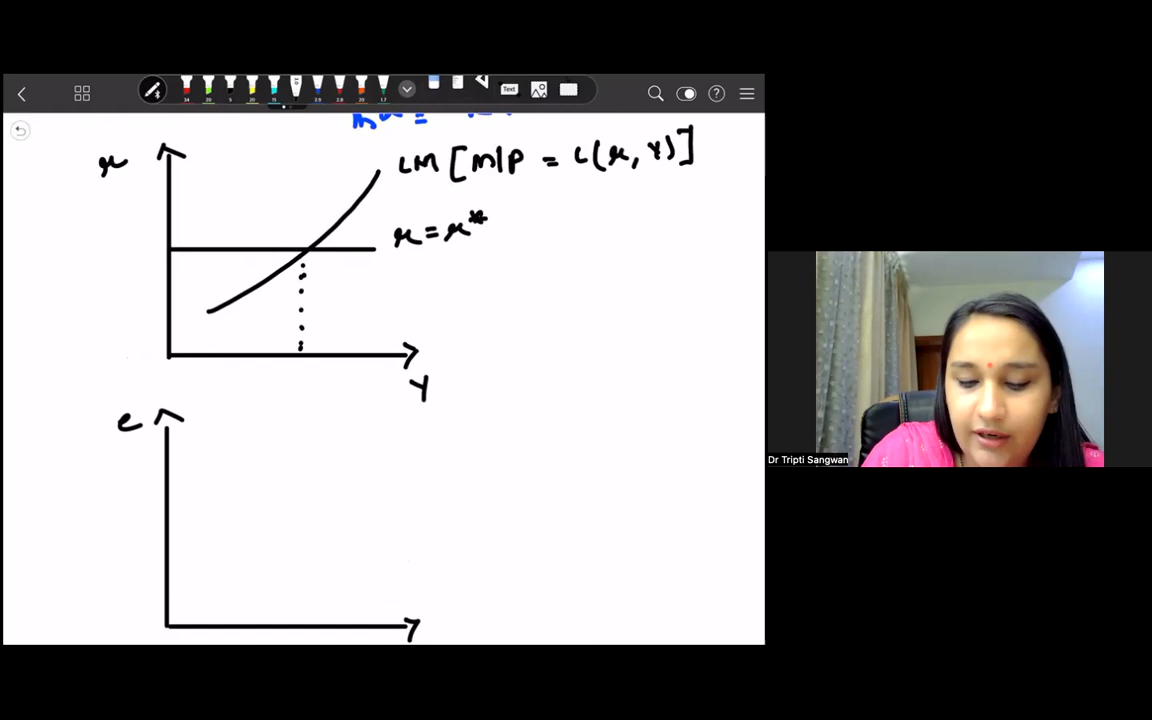 LM [M/P = L(r, Y)]
r
r = r*
Y
e
Text
Dr Tripti Sangwan